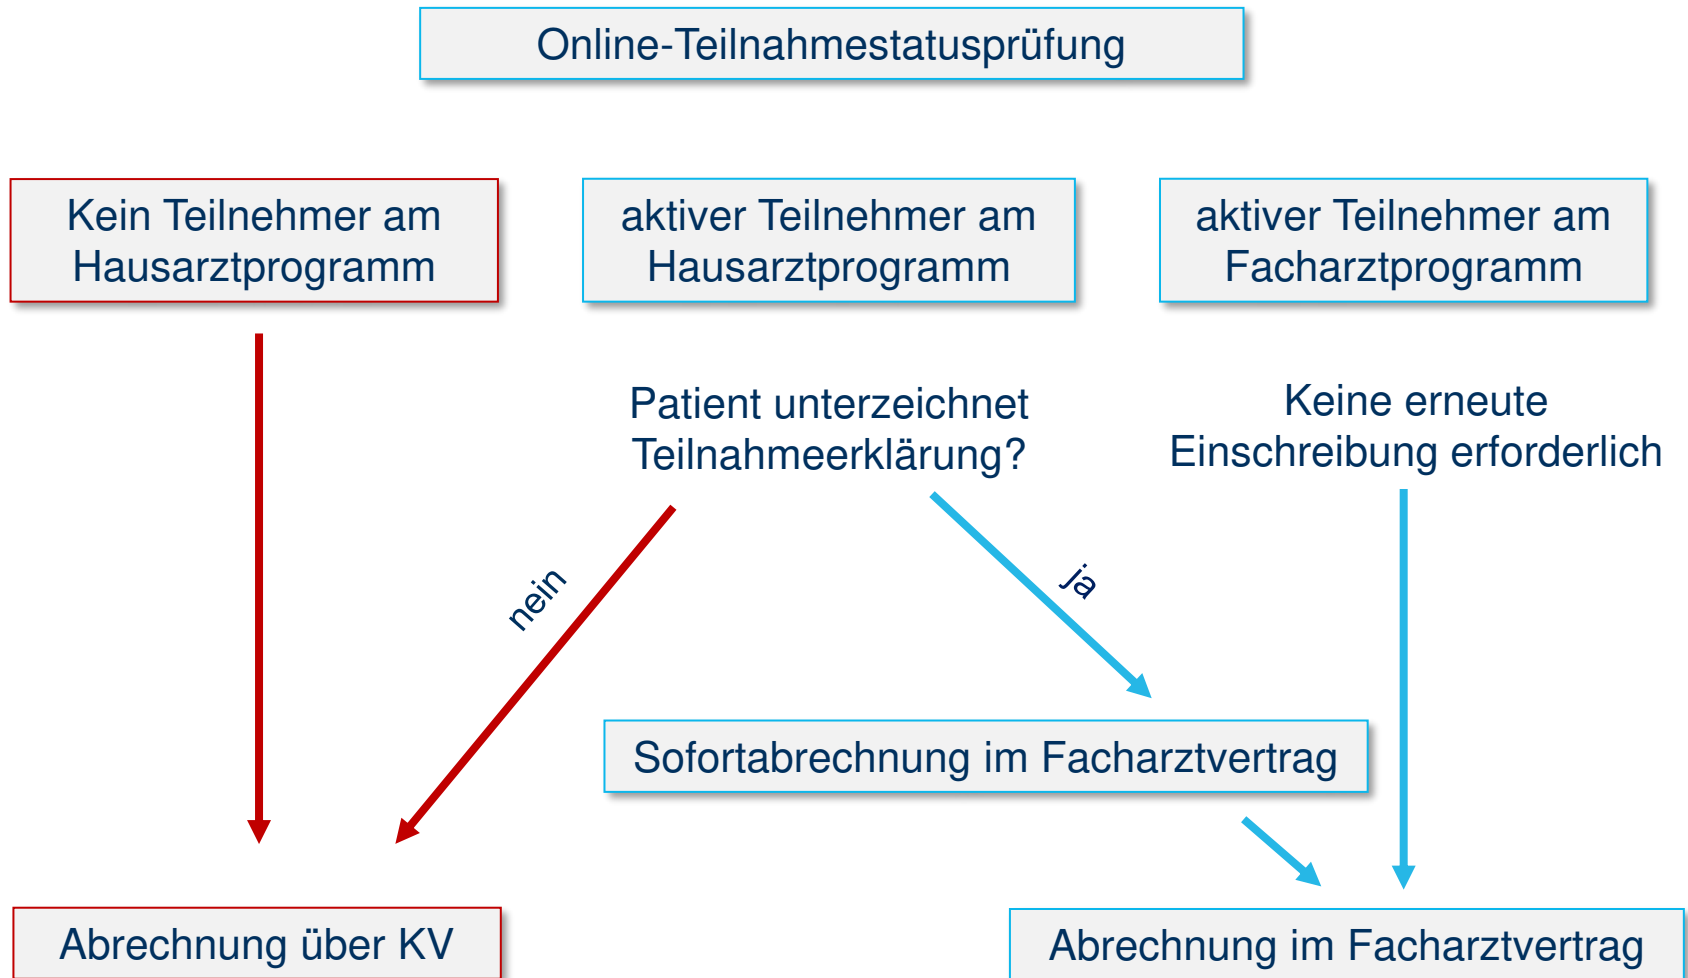 Online-Teilnahmestatusprüfung
Kein Teilnehmer am
Hausarztprogramm
aktiver Teilnehmer am
Hausarztprogramm
aktiver Teilnehmer am
Facharztprogramm
Patient unterzeichnet
Teilnahmeerklärung?
Keine erneute
Einschreibung erforderlich
nein
ja
Sofortabrechnung im Facharztvertrag
Abrechnung über KV
Abrechnung im Facharztvertrag